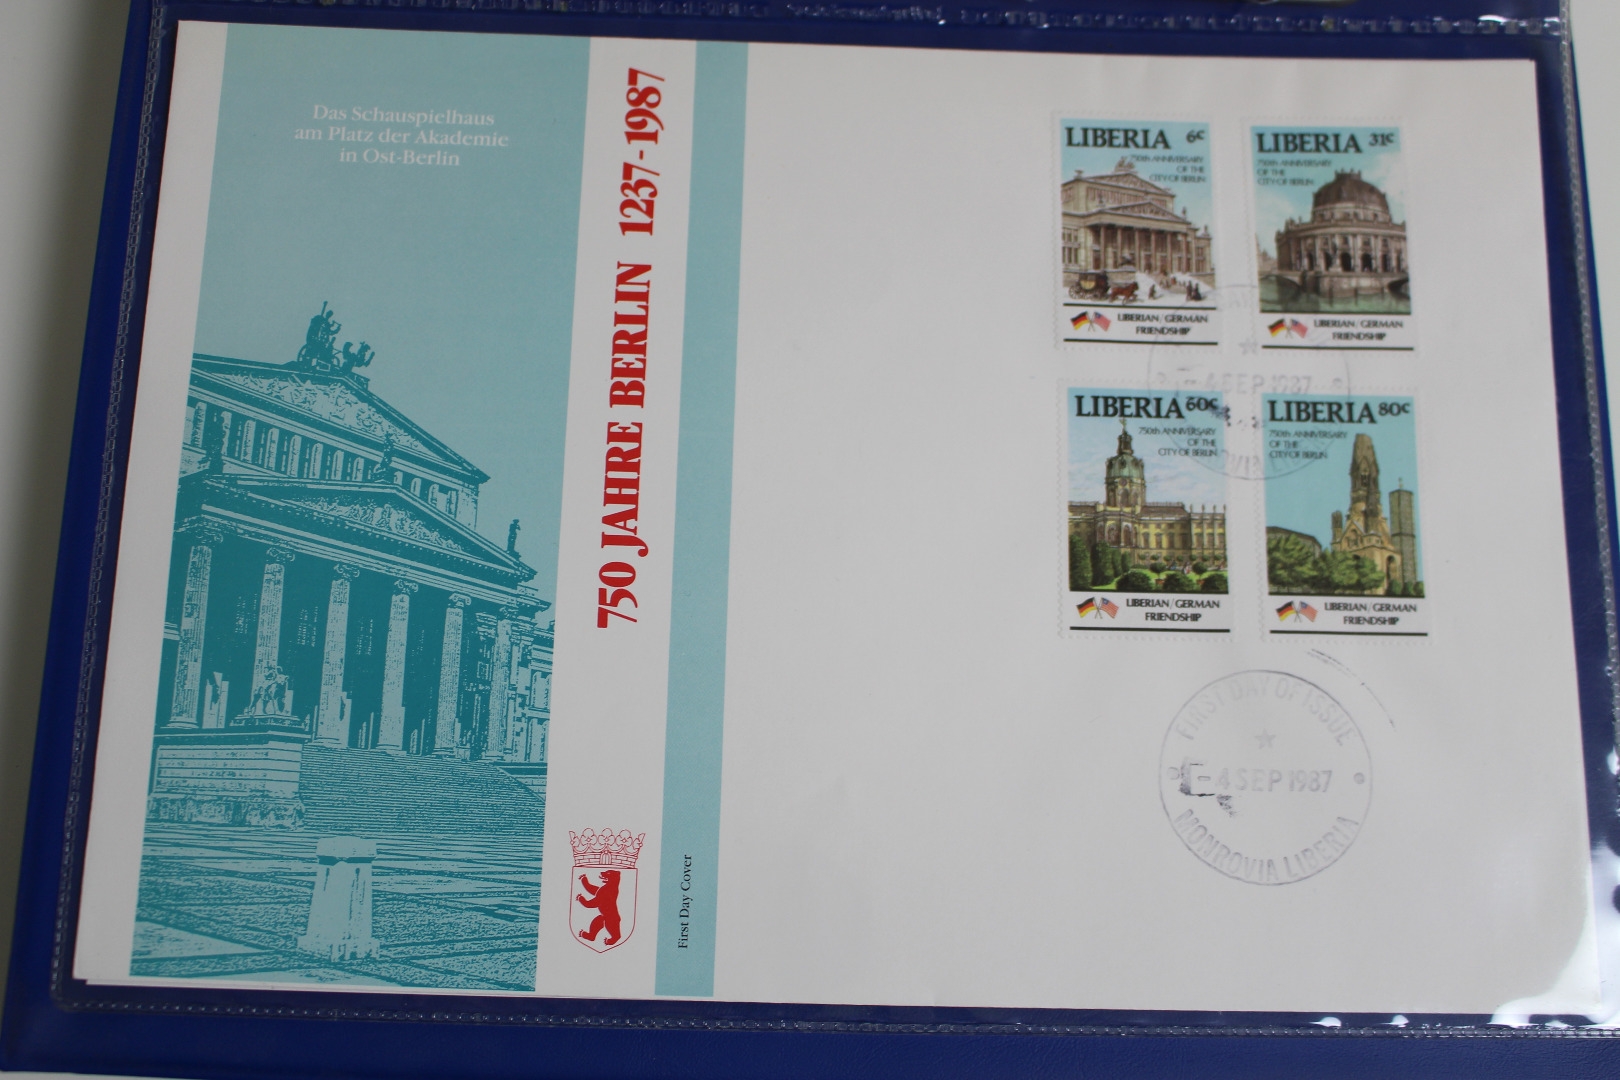 Das Schauspielhaus
am Platz der Akademie
in Ost-Berlin
750 JAHRE BERLIN 1237-1987
First Day Cover
LIBERIA 6c
750th ANNIVERSARY
OF THE
CITY OF BERLIN
LIBERIAN/GERMAN
FRIENDSHIP
LIBERIA 31c
750th ANNIVERSARY
OF THE
CITY OF BERLIN
LIBERIAN/GERMAN
FRIENDSHIP
-4 SEP 1987
LIBERIA 60c
750th ANNIVERSARY
OF THE
CITY OF BERLIN
LIBERIAN/GERMAN
FRIENDSHIP
LIBERIA 80c
750th ANNIVERSARY
OF THE
CITY OF BERLIN
LIBERIAN/GERMAN
FRIENDSHIP
FIRST DAY OF ISSUE
-4 SEP 1987
MONROVIA LIBERIA